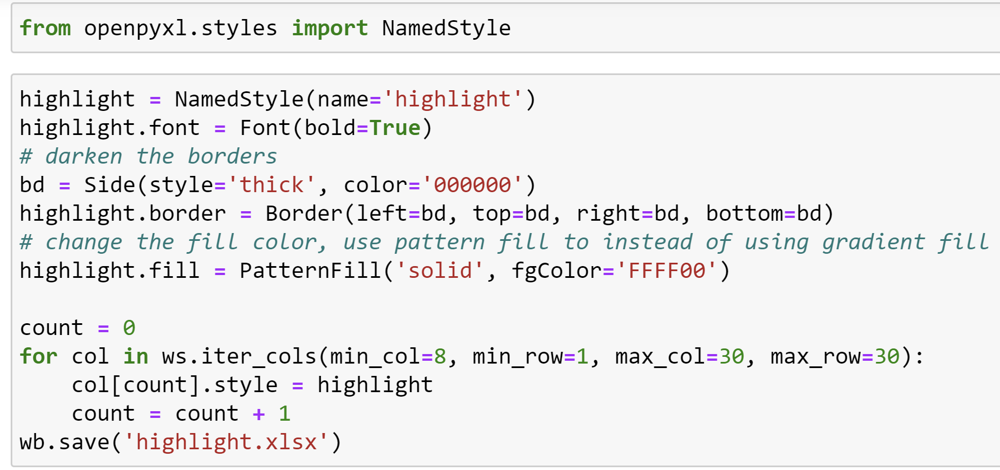 from openpyxl.styles import NamedStyle
highlight = NamedStyle(name='highlight')
highlight.font = Font(bold=True)
# darken the borders
bd = Side(style='thick', color='000000')
highlight.border = Border(left=bd, top=bd, right=bd, bottom=bd)
# change the fill color, use pattern fill to instead of using gradient fill
highlight.fill = PatternFill('solid', fgColor='FFFF00')
count = 0
for col in ws.iter_cols(min_col=8, min_row=1, max_col=30, max_row=30):
    col[count].style = highlight
    count = count + 1
wb.save('highlight.xlsx')